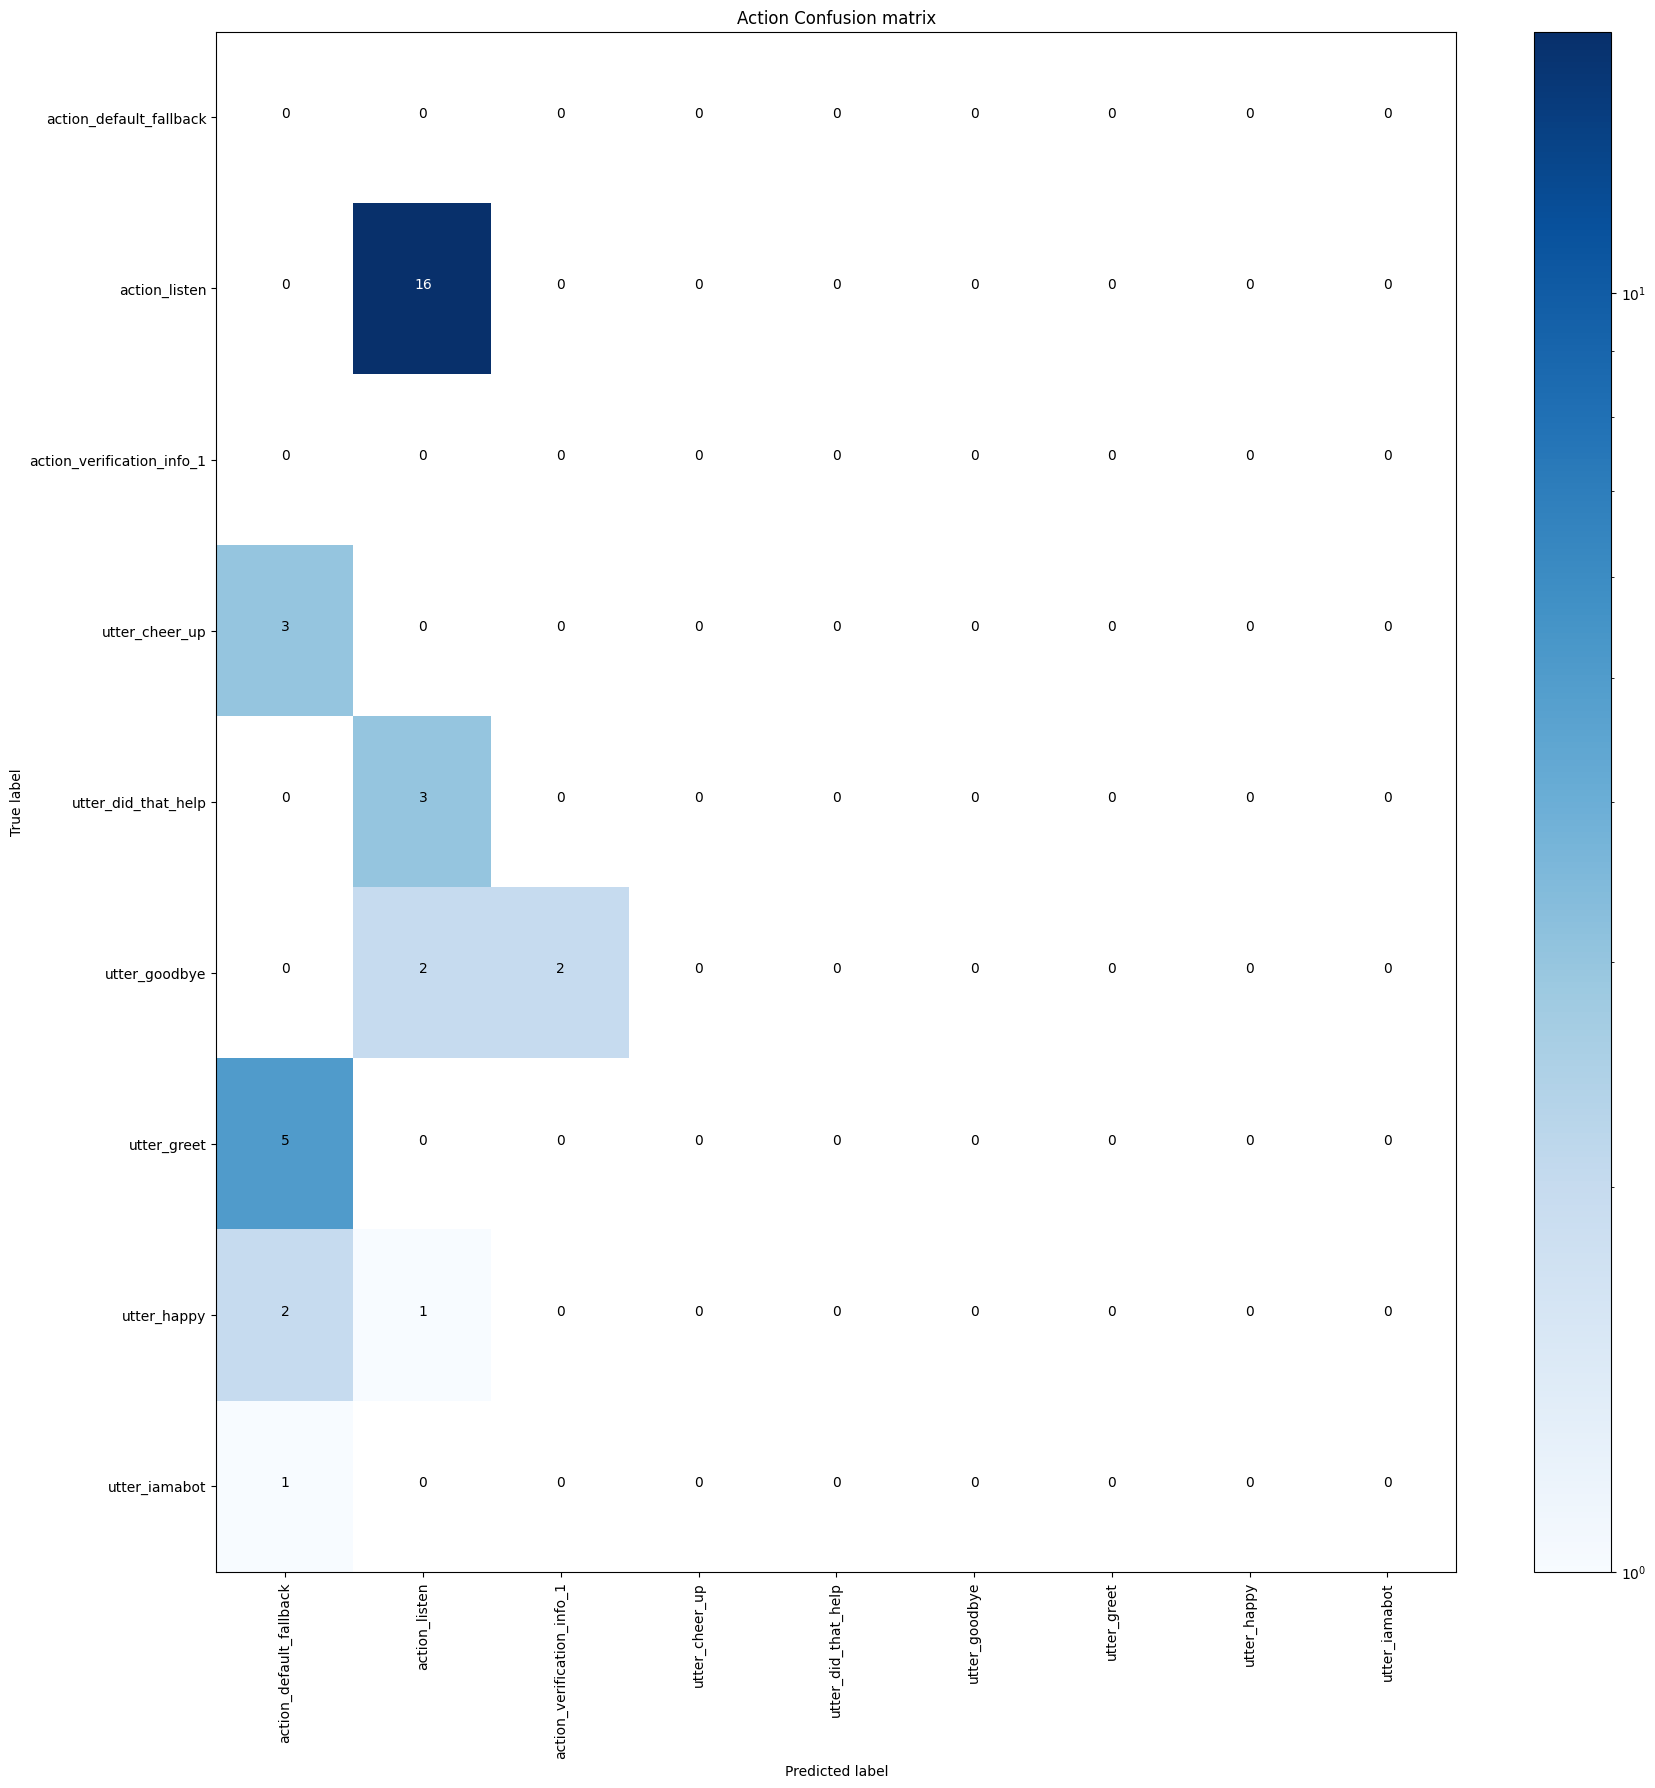 Action Confusion matrix
action_default_fallback 0 0 0 0 0 0 0 0 0
action_listen 0 16 0 0 0 0 0 0 0
10¹
action_verification_info_1 0 0 0 0 0 0 0 0 0
utter_cheer_up 3 0 0 0 0 0 0 0 0
True label
utter_did_that_help 0 3 0 0 0 0 0 0 0
utter_goodbye 0 2 2 0 0 0 0 0 0
utter_greet 5 0 0 0 0 0 0 0 0
utter_happy 2 1 0 0 0 0 0 0 0
utter_iamabot 1 0 0 0 0 0 0 0 0
10⁰
action_default_fallback
action_listen
action_verification_info_1
utter_cheer_up
utter_did_that_help
utter_goodbye
utter_greet
utter_happy
utter_iamabot
Predicted label